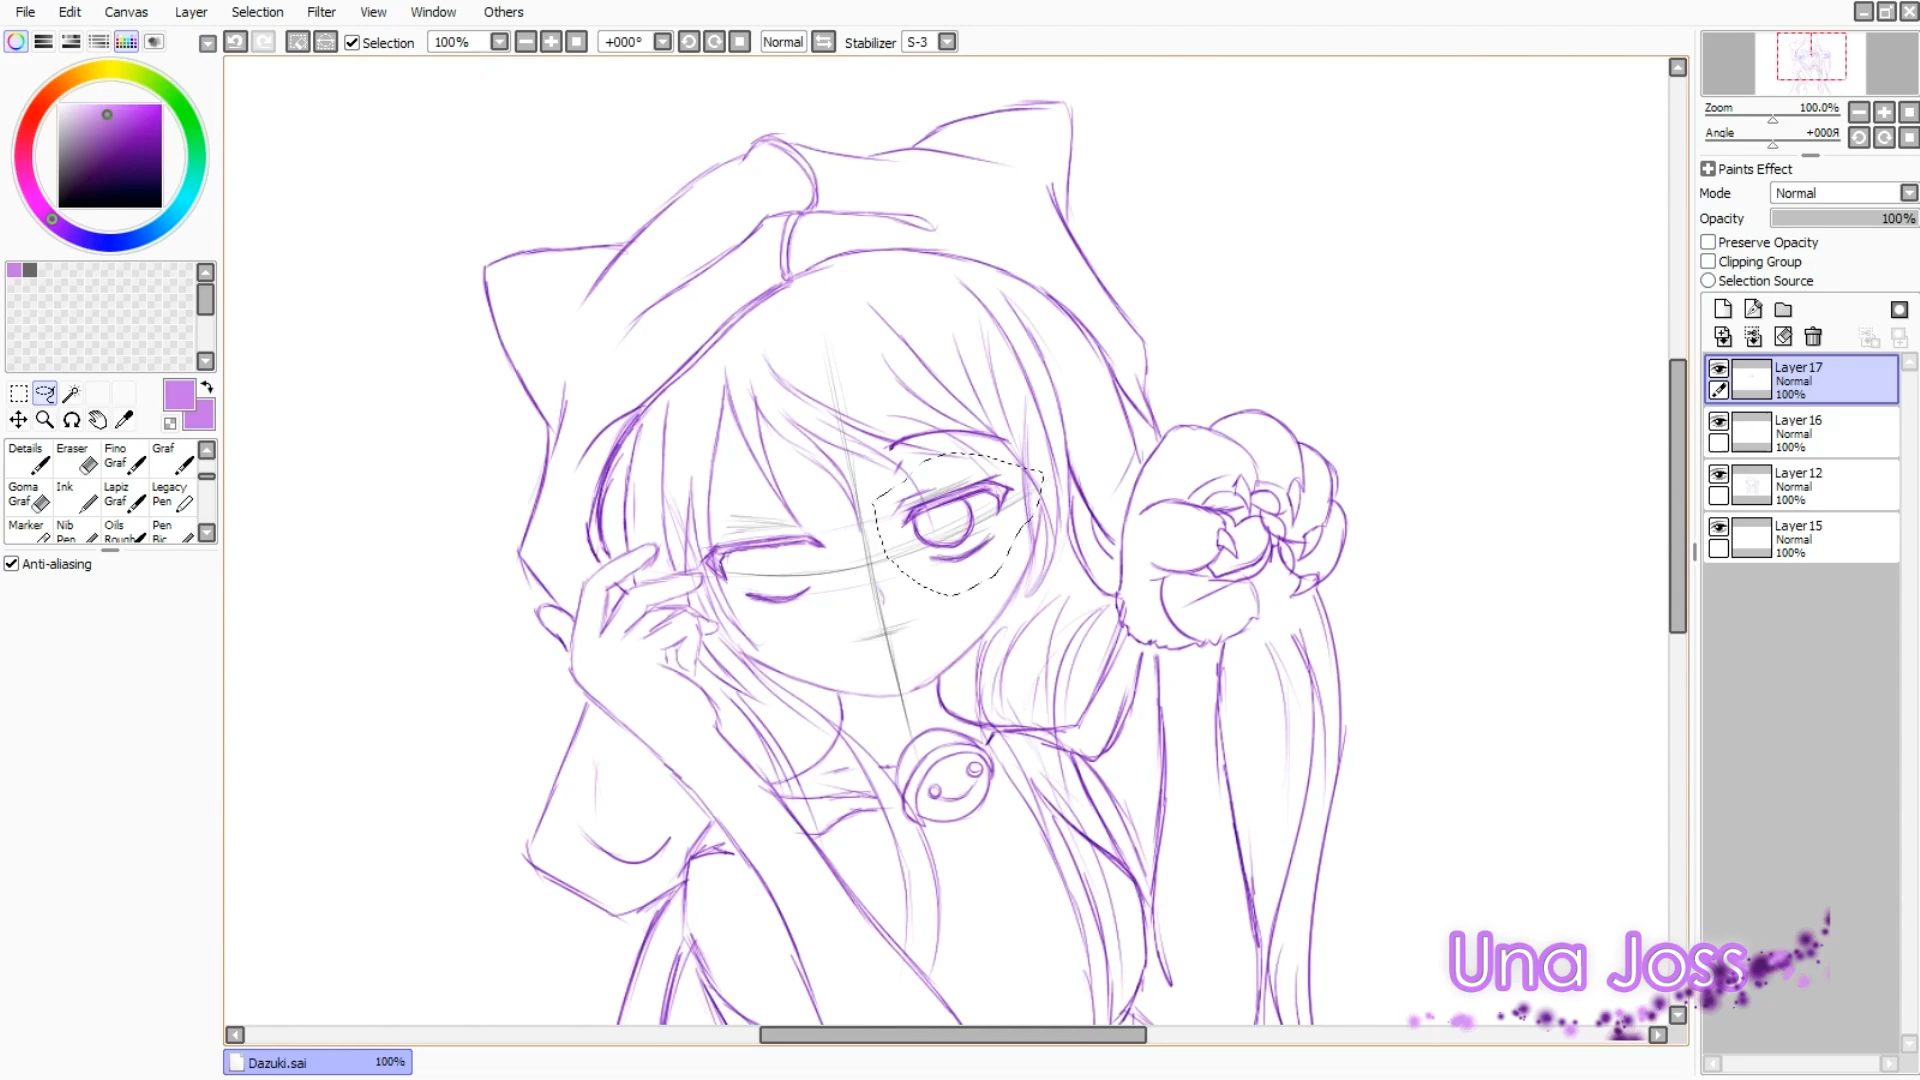 File Edit Canvas Layer Selection Filter View Window Others
Selection 100% +000° Normal Stabilizer S-3
Zoom 100.0%
Angle +000Я
Paints Effect
Mode Normal
Opacity 100%
Preserve Opacity
Clipping Group
Selection Source
Layer17
Normal
100%
Layer16
Normal
100%
Layer12
Normal
100%
Layer15
Normal
100%
Details Eraser Fino Graf Graf
Goma Graf Ink Lapiz Graf Legacy Pen
Marker Nib Pen Oils Rough Pen Bic
Anti-aliasing
Una Joss
Dazuki.sai 100%